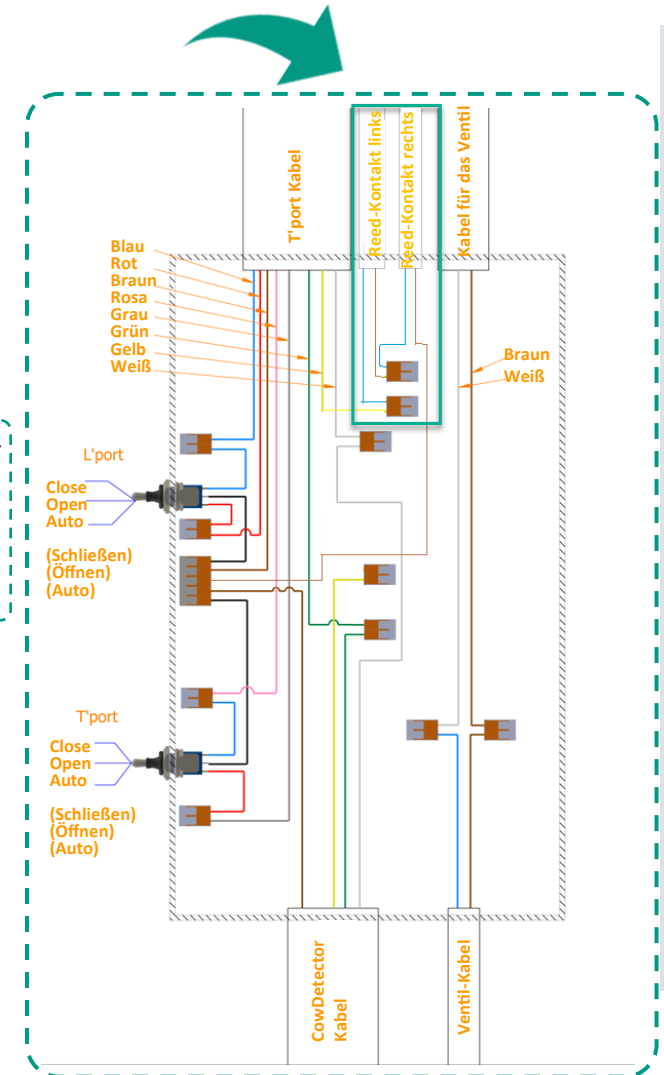 T'port Kabel
Reed-Kontakt links
Reed-Kontakt rechts
Kabel für das Ventil
Blau
Rot
Braun
Rosa
Grau
Grün
Gelb
Weiß
Braun
Weiß
L'port
Close
Open
Auto
(Schließen)
(Öffnen)
(Auto)
T'port
Close
Open
Auto
(Schließen)
(Öffnen)
(Auto)
CowDetector
Kabel
Ventil-Kabel